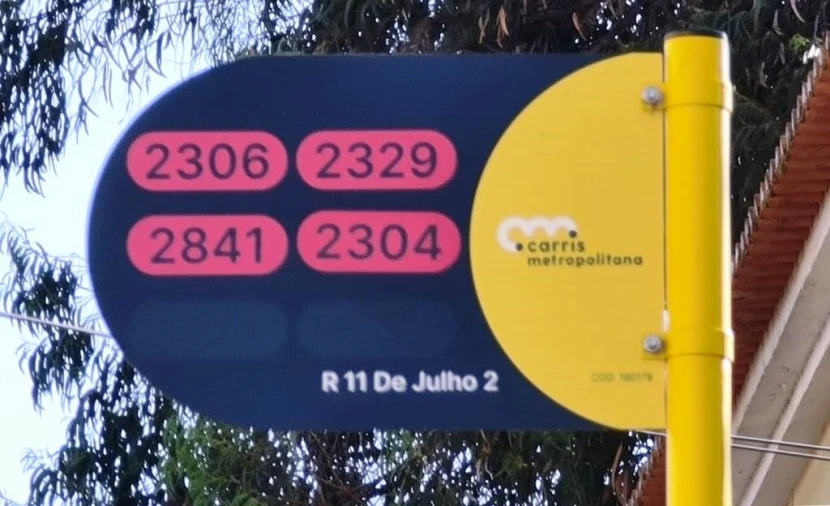 2306 2329
2841 2304
carris
metropolitana
R 11 De Julho 2